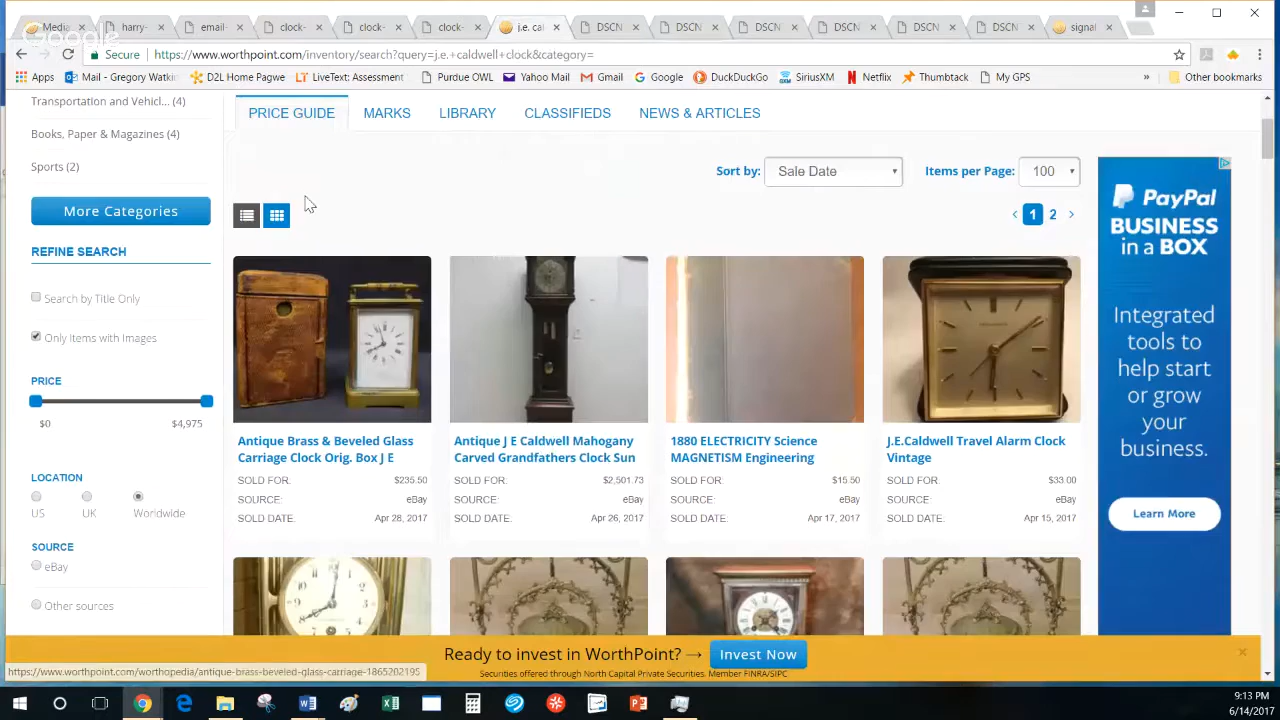 Media
harry-
email-
clock-
clock-
clock
j.e. cal
DSCN
DSCN
DSCN
DSCN
DSCN
DSCN
signal
Google
Secure
https://www.worthpoint.com/inventory/search?query=j.e.+caldwell+clock&category=
Apps
Mail - Gregory Watki
D2L Home Pagwe
LiveText: Assessment
Purdue OWL
Yahoo Mail
Gmail
Google
DuckDuckGo
SiriusXM
Netflix
Thumbtack
My GPS
»
Other bookmarks
Transportation and Vehicl... (4)
Books, Paper & Magazines (4)
Sports (2)
More Categories
REFINE SEARCH
Search by Title Only
Only Items with Images
PRICE
$0
$4,975
LOCATION
US
UK
Worldwide
SOURCE
eBay
Other sources
PRICE GUIDE
MARKS
LIBRARY
CLASSIFIEDS
NEWS & ARTICLES
Sort by:
Sale Date
Items per Page:
100
‹ 1 2 ›
Antique Brass & Beveled Glass
Carriage Clock Orig. Box J E
SOLD FOR: $235.50
SOURCE: eBay
SOLD DATE: Apr 28, 2017
Antique J E Caldwell Mahogany
Carved Grandfathers Clock Sun
SOLD FOR: $2,501.73
SOURCE: eBay
SOLD DATE: Apr 26, 2017
1880 ELECTRICITY Science
MAGNETISM Engineering
SOLD FOR: $15.50
SOURCE: eBay
SOLD DATE: Apr 17, 2017
J.E.Caldwell Travel Alarm Clock
Vintage
SOLD FOR: $33.00
SOURCE: eBay
SOLD DATE: Apr 15, 2017
PayPal
BUSINESS
in a BOX
Integrated
tools to
help start
or grow
your
business.
Learn More
Ready to invest in WorthPoint? →
Invest Now
Securities offered through North Capital Private Securities. Member FINRA/SIPC
https://www.worthpoint.com/worthopedia/antique-brass-beveled-glass-carriage-1865202195
9:13 PM
6/14/2017